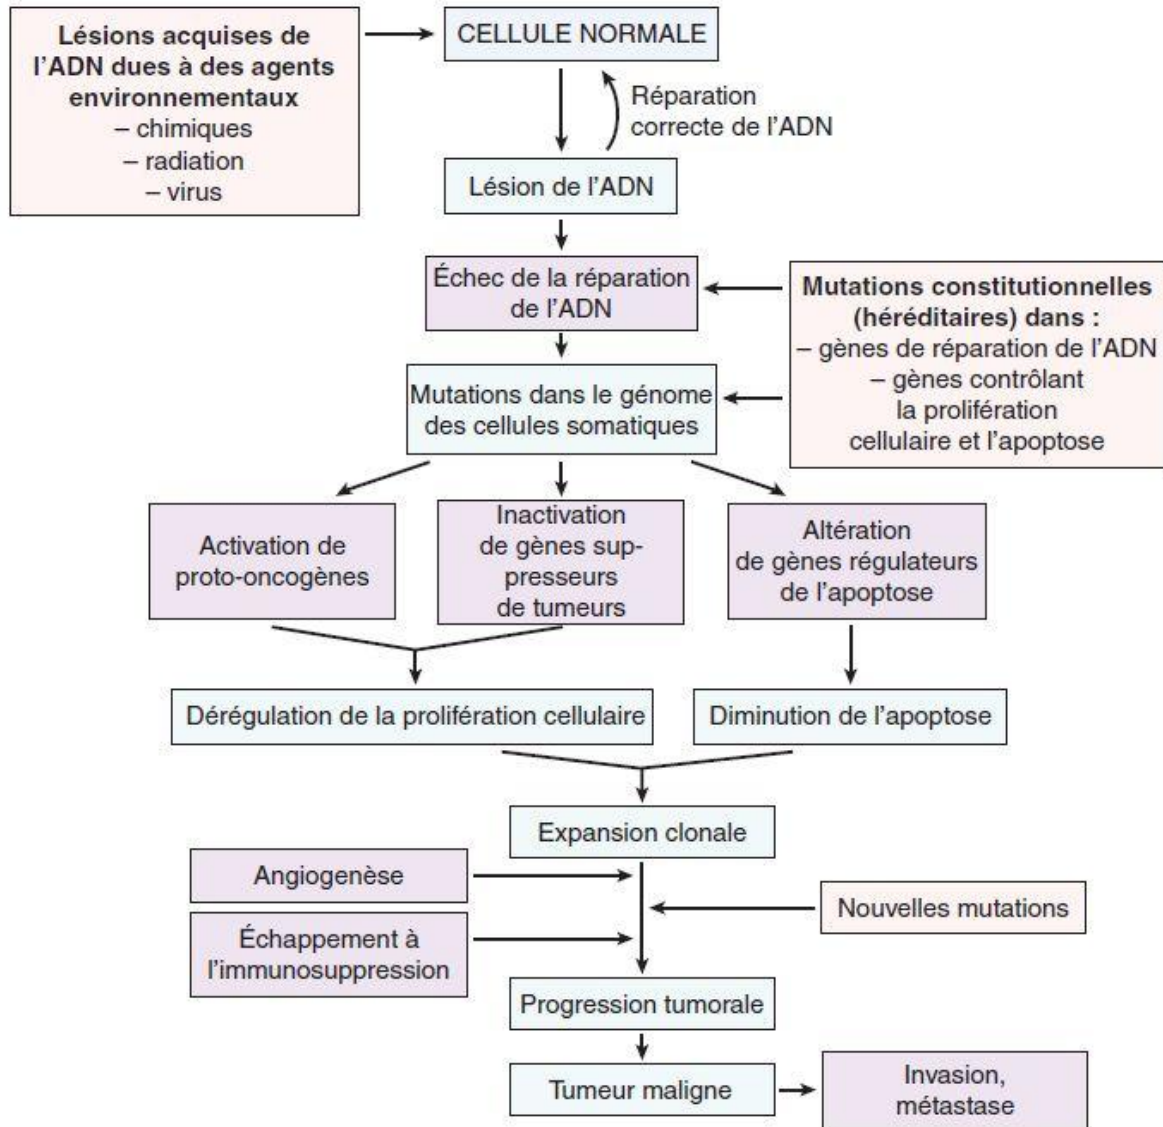 Lésions acquises de
l’ADN dues à des agents
environnementaux
– chimiques
– radiation
– virus
CELLULE NORMALE
Réparation
correcte de l’ADN
Lésion de l’ADN
Échec de la réparation
de l’ADN
Mutations constitutionnelles
(héréditaires) dans :
– gènes de réparation de l’ADN
– gènes contrôlant
la prolifération
cellulaire et l’apoptose
Mutations dans le génome
des cellules somatiques
Activation de
proto-oncogènes
Inactivation
de gènes sup-
presseurs
de tumeurs
Altération
de gènes régulateurs
de l’apoptose
Dérégulation de la prolifération cellulaire
Diminution de l’apoptose
Expansion clonale
Angiogenèse
Nouvelles mutations
Échappement à
l’immunosuppression
Progression tumorale
Tumeur maligne
Invasion,
métastase